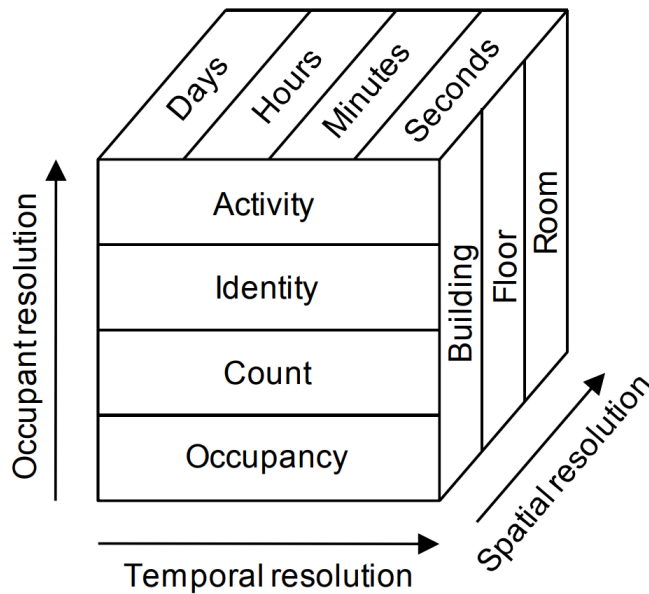 Days
Hours
Minutes
Seconds
Activity
Identity
Count
Occupancy
Building
Floor
Room
Occupant resolution
Temporal resolution
Spatial resolution